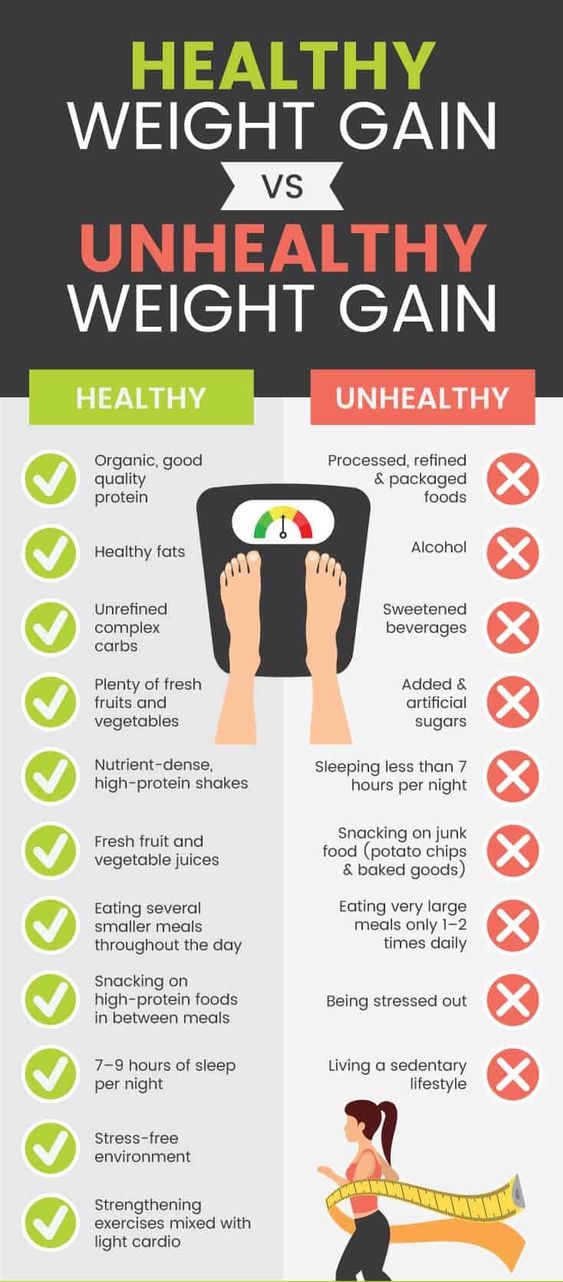 HEALTHY
WEIGHT GAIN
VS
UNHEALTHY
WEIGHT GAIN
HEALTHY
Organic, good
quality
protein
Healthy fats
Unrefined
complex
carbs
Plenty of fresh
fruits and
vegetables
Nutrient-dense,
high-protein shakes
Fresh fruit and
vegetable juices
Eating several
smaller meals
throughout the day
Snacking on
high-protein foods
in between meals
7–9 hours of sleep
per night
Stress-free
environment
Strengthening
exercises mixed with
light cardio
UNHEALTHY
Processed, refined
& packaged
foods
Alcohol
Sweetened
beverages
Added &
artificial
sugars
Sleeping less than 7
hours per night
Snacking on junk
food (potato chips
& baked goods)
Eating very large
meals only 1–2
times daily
Being stressed out
Living a sedentary
lifestyle